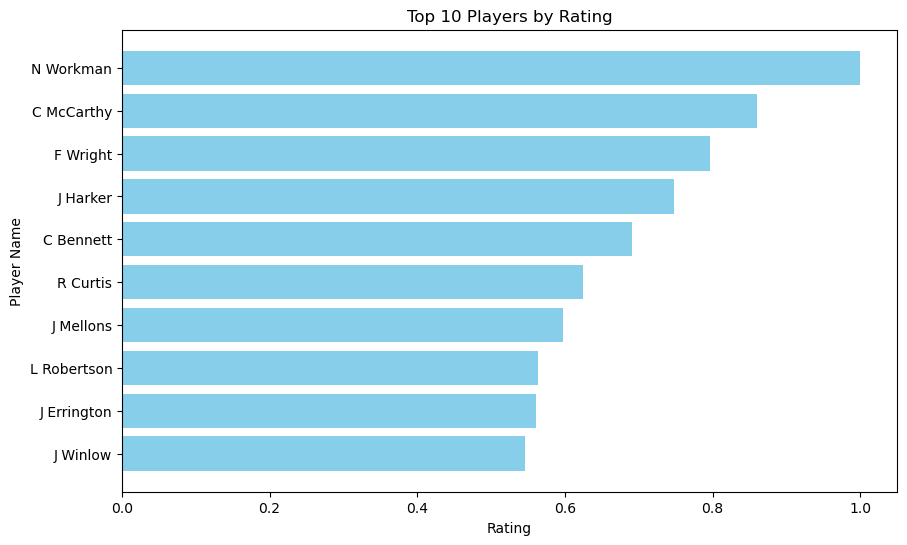 Top 10 Players by Rating
Player Name
N Workman
C McCarthy
F Wright
J Harker
C Bennett
R Curtis
J Mellons
L Robertson
J Errington
J Winlow
0.0 0.2 0.4 0.6 0.8 1.0
Rating